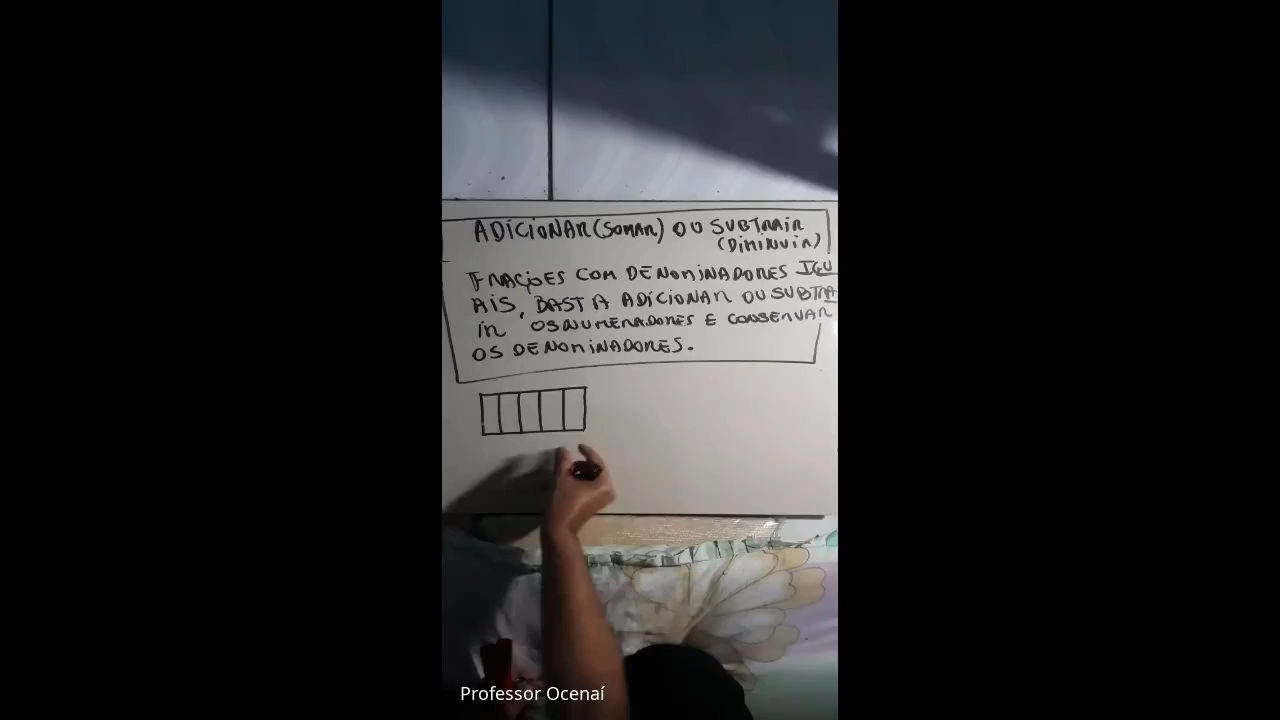 ADICIONAR (SOMAR) OU SUBTRAIR
(DIMINUIR)
FRAÇÕES COM DENOMINADORES IGU
AIS, BASTA ADICIONAR OU SUBTRA
IR OS NUMERADORES E CONSERVAR
OS DENOMINADORES.
Professor Ocenaí